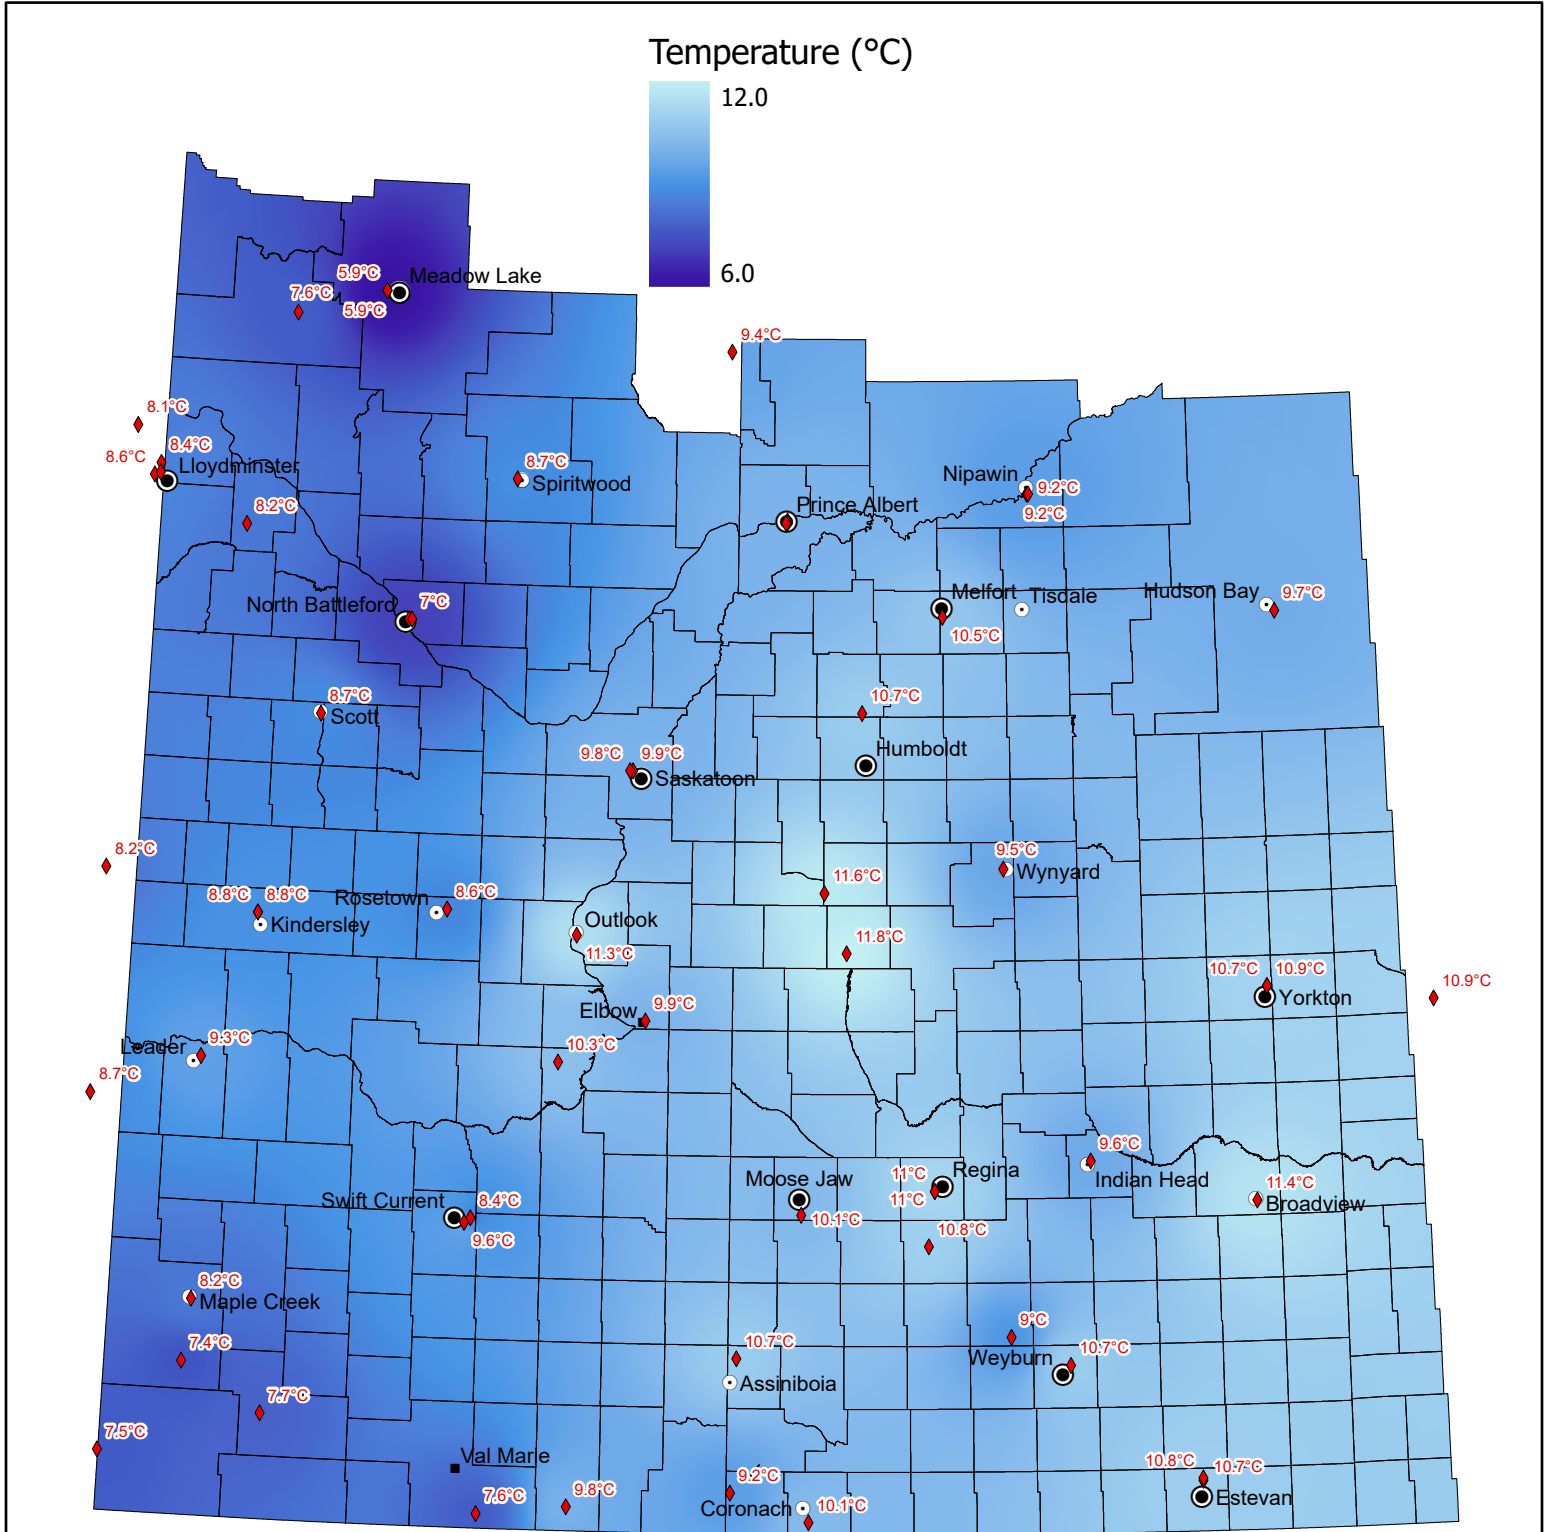 Temperature (°C)
12.0
6.0
5.9°C
Meadow Lake
7.6°C
5.9°C
9.4°C
8.1°C
8.4°C
8.6°C
Lloydminster
8.7°C
Spiritwood
Nipawin
9.2°C
8.2°C
Prince Albert
9.2°C
North Battleford
7°C
Melfort
Tisdale
Hudson Bay
9.7°C
10.5°C
8.7°C
Scott
10.7°C
9.8°C
9.9°C
Humboldt
Saskatoon
8.2°C
9.5°C
Wynyard
11.6°C
8.8°C
8.8°C
Rosetown
8.6°C
Kindersley
Outlook
11.3°C
11.8°C
10.7°C
10.9°C
10.9°C
Yorkton
Elbow
9.9°C
Leader
9.3°C
10.3°C
8.7°C
9.6°C
Indian Head
Moose Jaw
11°C
Regina
11°C
11.4°C
Broadview
Swift Current
8.4°C
10.1°C
9.6°C
10.8°C
8.2°C
Maple Creek
9°C
7.4°C
10.7°C
Weyburn
10.7°C
Assiniboia
7.7°C
7.5°C
Val Marie
10.8°C
10.7°C
9.2°C
7.6°C
9.8°C
Coronach
10.1°C
Estevan